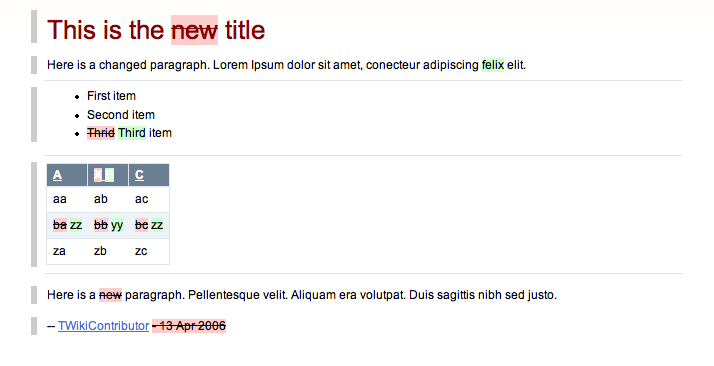 This is the new title
Here is a changed paragraph. Lorem Ipsum dolor sit amet, conecteur adipiscing felix elit.
First item
Second item
Thrid Third item
A C
aa ab ac
ba zz bb yy bc zz
za zb zc
Here is a new paragraph. Pellentesque velit. Aliquam era volutpat. Duis sagittis nibh sed justo.
-- TWikiContributor - 13 Apr 2006